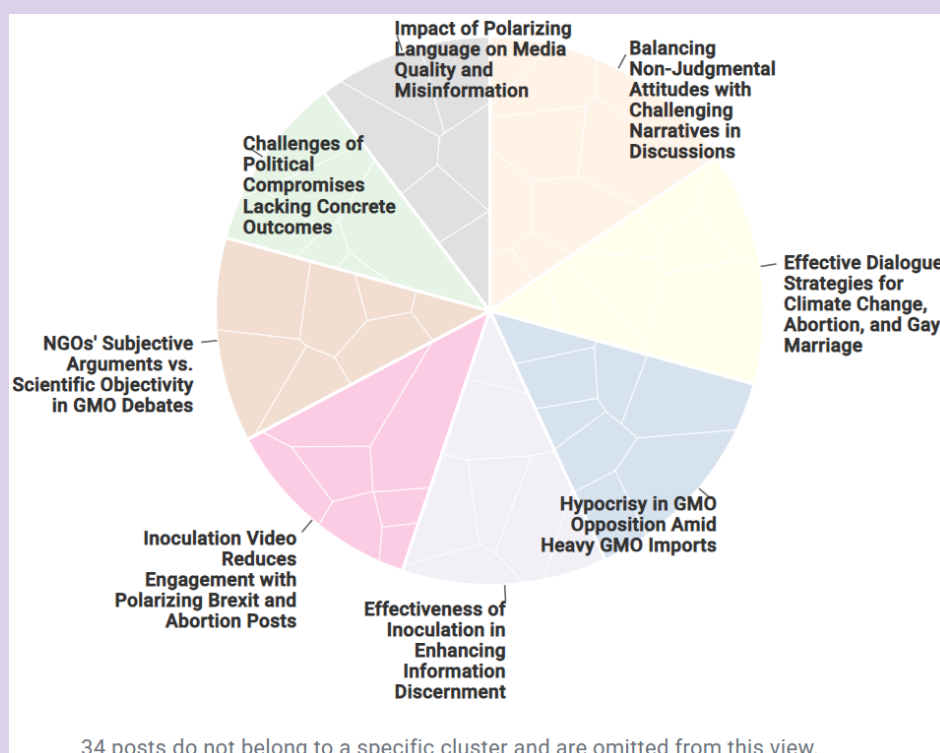 Impact of Polarizing
Language on Media
Quality and
Misinformation
Balancing
Non-Judgmental
Attitudes with
Challenging
Narratives in
Discussions
Challenges of
Political
Compromises
Lacking Concrete
Outcomes
Effective Dialogue
Strategies for
Climate Change,
Abortion, and Gay
Marriage
NGOs' Subjective
Arguments vs.
Scientific Objectivity
in GMO Debates
Hypocrisy in GMO
Opposition Amid
Heavy GMO Imports
Inoculation Video
Reduces
Engagement with
Polarizing Brexit and
Abortion Posts
Effectiveness of
Inoculation in
Enhancing
Information
Discernment
34 posts do not belong to a specific cluster and are omitted from this view.